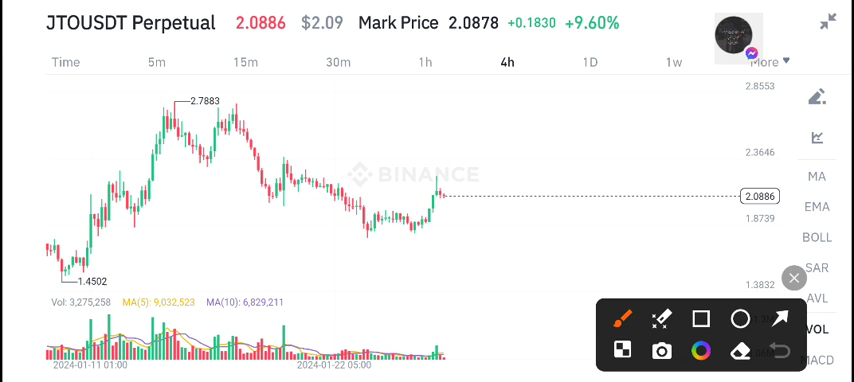 JTOUSDT Perpetual 2.0886 $2.09 Mark Price 2.0878 +0.1830 +9.60%
Time 5m 15m 30m 1h 4h 1D 1w More
2.8553
2.7883
2.3646
BINANCE
MA
2.0886
EMA
1.8739
BOLL
SAR
1.4502
1.3832
AVL
Vol: 3,275,258 MA(5): 9,032,523 MA(10): 6,829,211
VOL
MACD
2024-01-11 01:00 2024-01-22 05:00